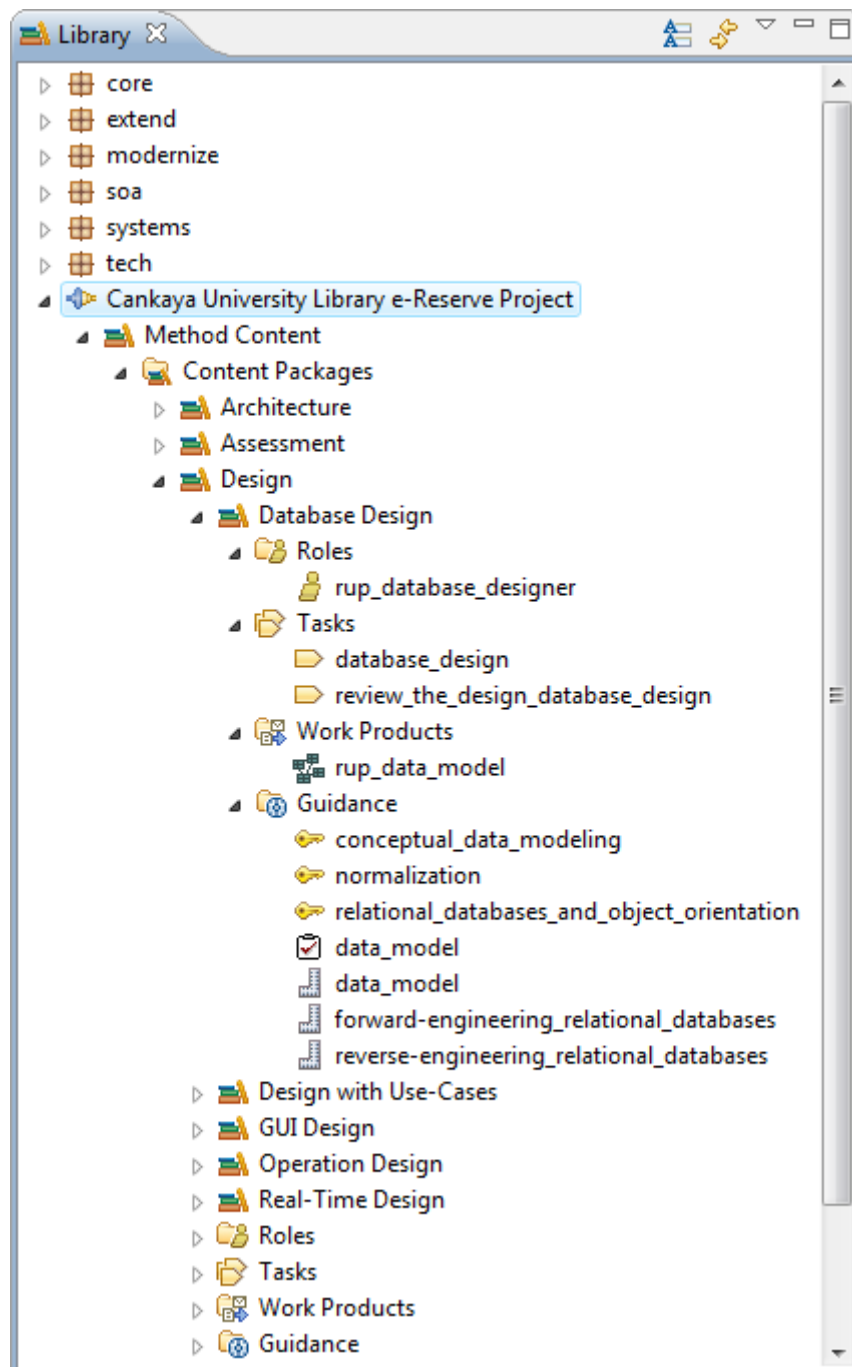 Library
core
extend
modernize
soa
systems
tech
Cankaya University Library e-Reserve Project
Method Content
Content Packages
Architecture
Assessment
Design
Database Design
Roles
rup_database_designer
Tasks
database_design
review_the_design_database_design
Work Products
rup_data_model
Guidance
conceptual_data_modeling
normalization
relational_databases_and_object_orientation
data_model
data_model
forward-engineering_relational_databases
reverse-engineering_relational_databases
Design with Use-Cases
GUI Design
Operation Design
Real-Time Design
Roles
Tasks
Work Products
Guidance